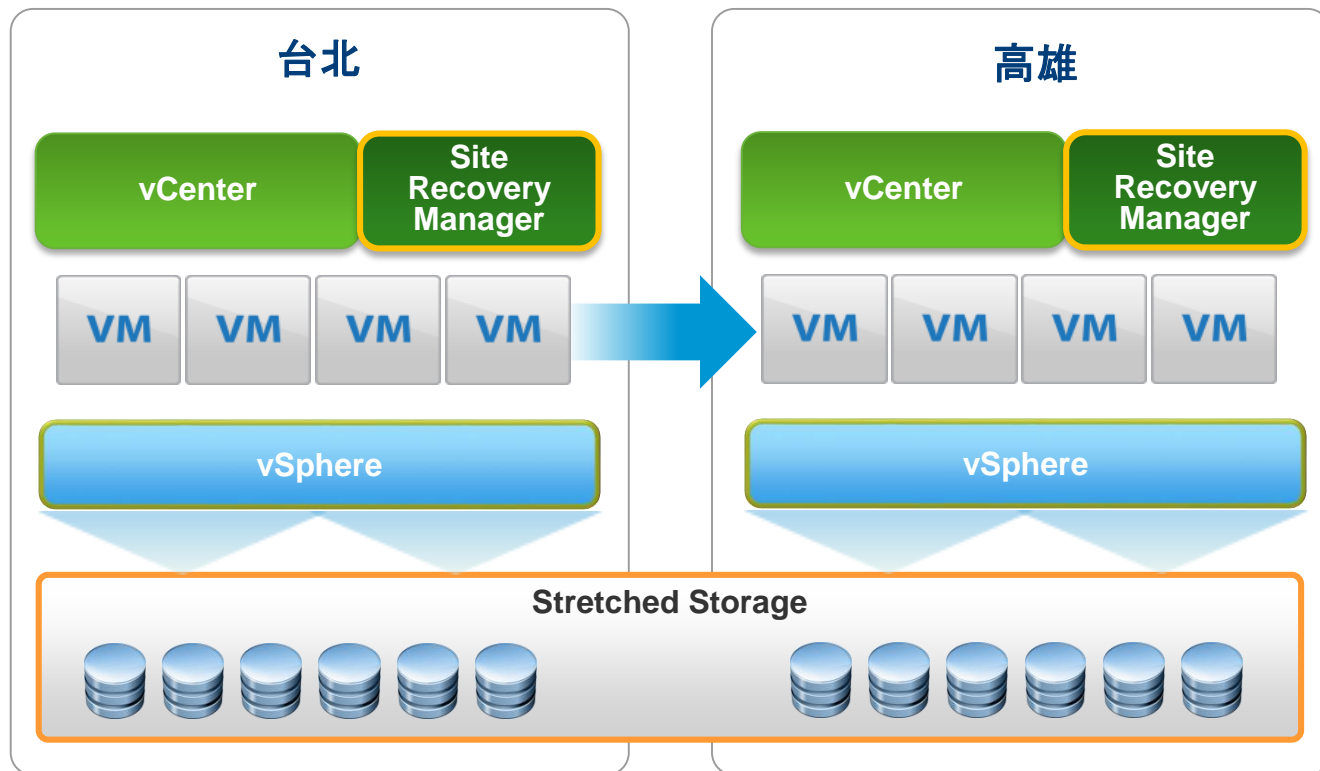 台北
vCenter
Site
Recovery
Manager
VM VM VM VM
vSphere
高雄
vCenter
Site
Recovery
Manager
VM VM VM VM
vSphere
Stretched Storage